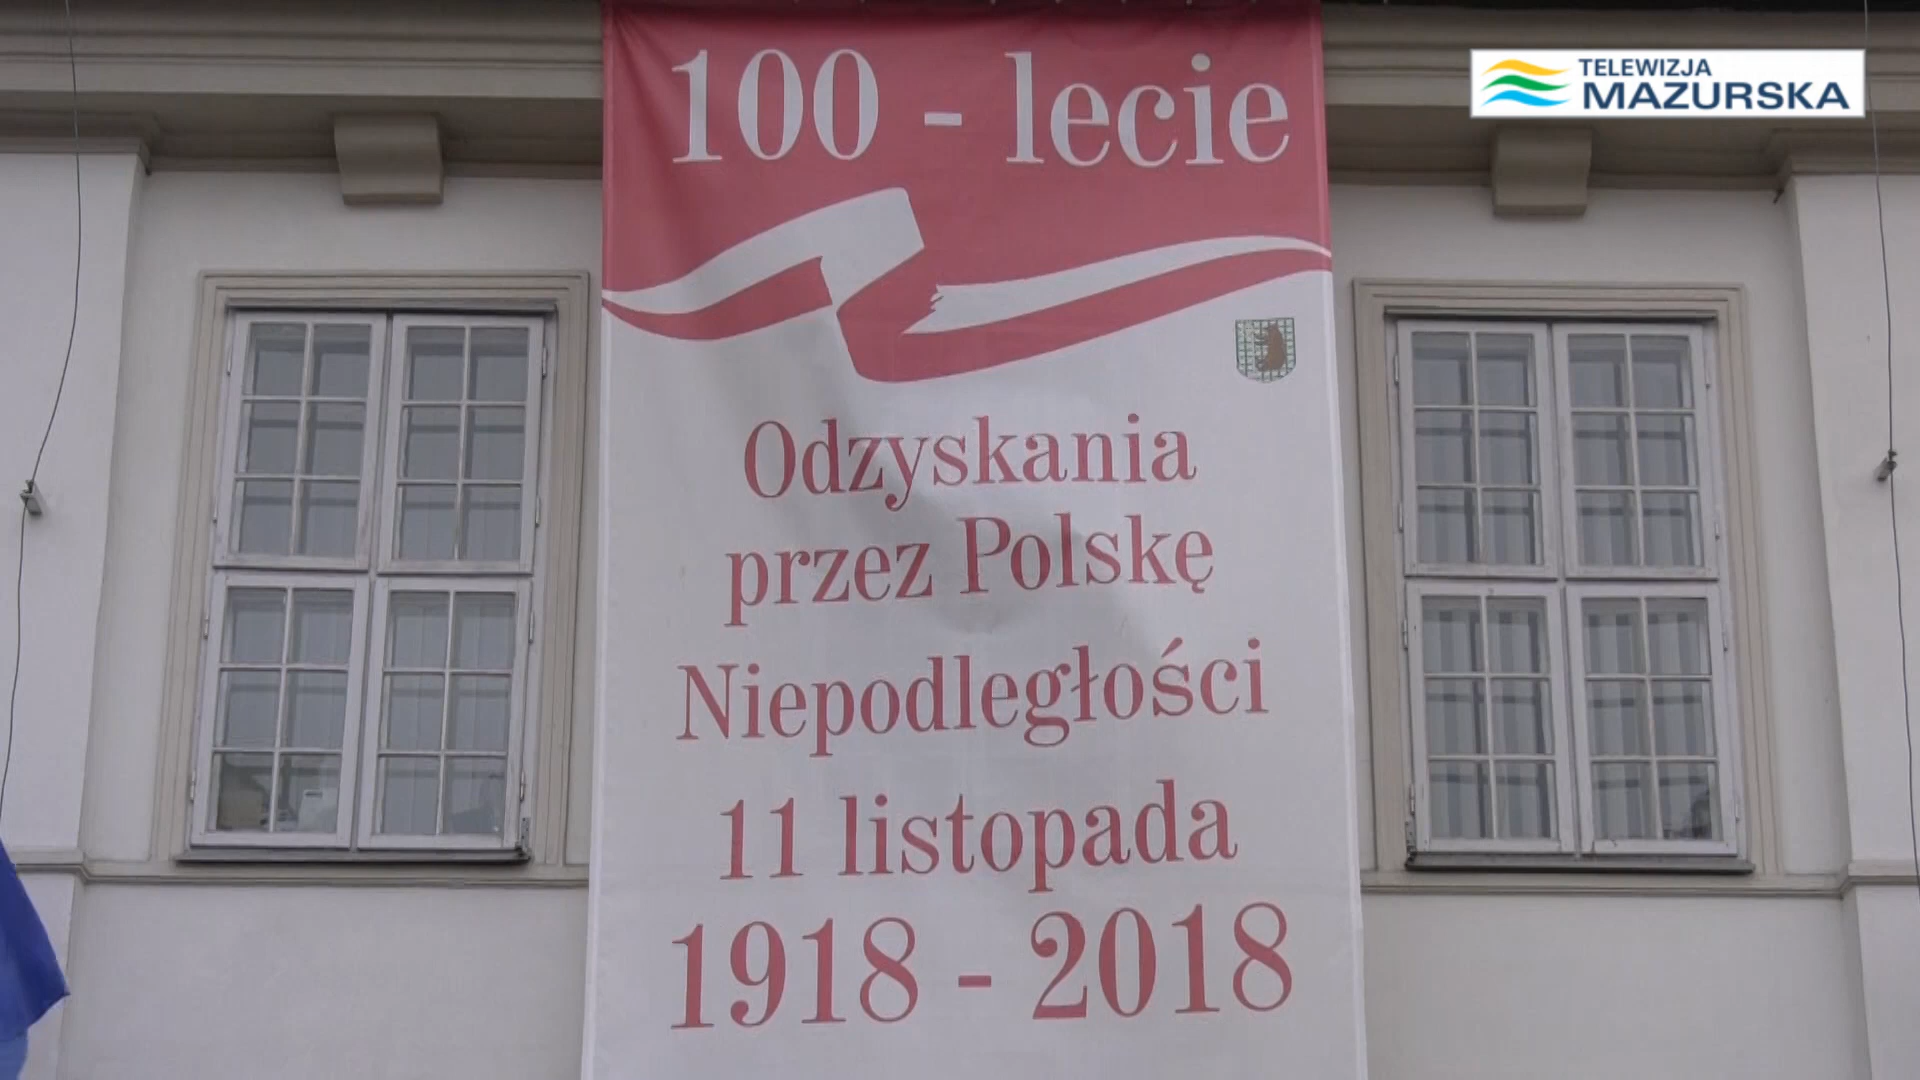 TELEWIZJA
MAZURSKA
100 - lecie
Odzyskania
przez Polskę
Niepodległości
11 listopada
1918 - 2018